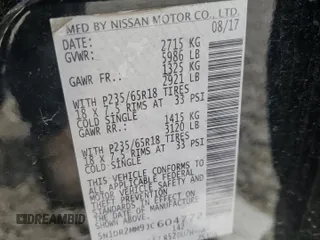 MFD BY NISSAN MOTOR CO., LTD.
DATE: 08/17
GVWR: 2715 KG
5986 LB
GAWR FR.: 1325 KG
2921 LB
WITH P235/65R18 TIRES
18 X 7.5 RIMS AT 33 PSI
COLD SINGLE
GAWR RR.: 1415 KG
3120 LB
WITH P235/65R18 TIRES
18 X 7.5 RIMS AT 33 PSI
COLD SINGLE
THIS VEHICLE CONFORMS TO
ALL APPLICABLE FEDERAL
MOTOR VEHICLE SAFETY
STANDARDS IN EFFECT ON
THE DATE OF MANUFACTURE
SHOWN ABOVE.
DREAMBID